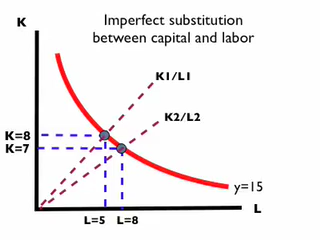 K
Imperfect substitution
between capital and labor
K1/L1
K2/L2
K=8
K=7
y=15
L
L=5 L=8